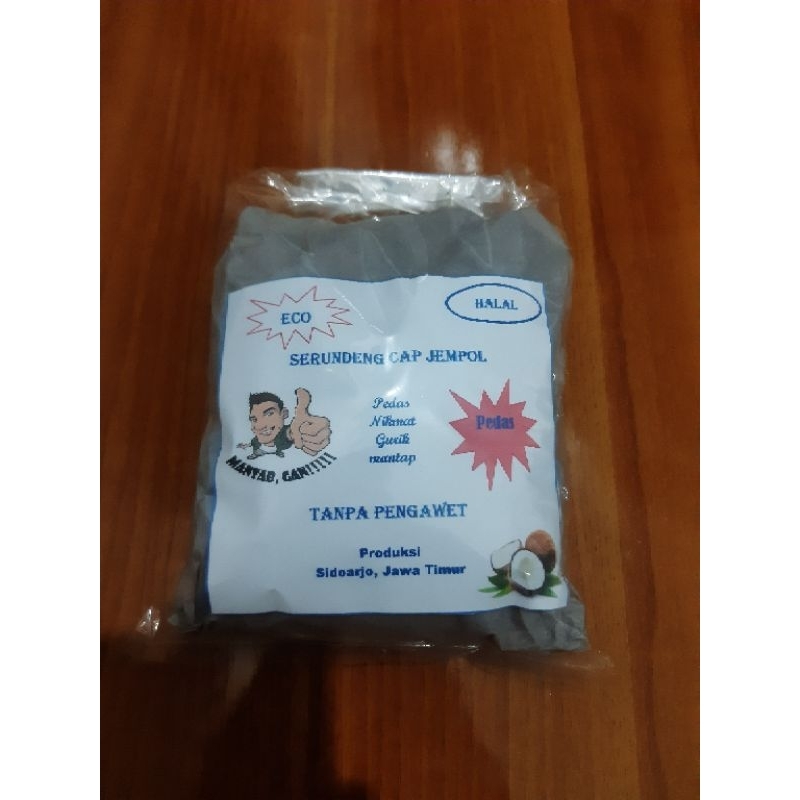 ECO
HALAL
SERUNDENG CAP JEMPOL
Pedas
Nikmat
Gurih
mantap
Pedas
MANTAB, GAN!!!!!
TANPA PENGAWET
Produksi
Sidoarjo, Jawa Timur